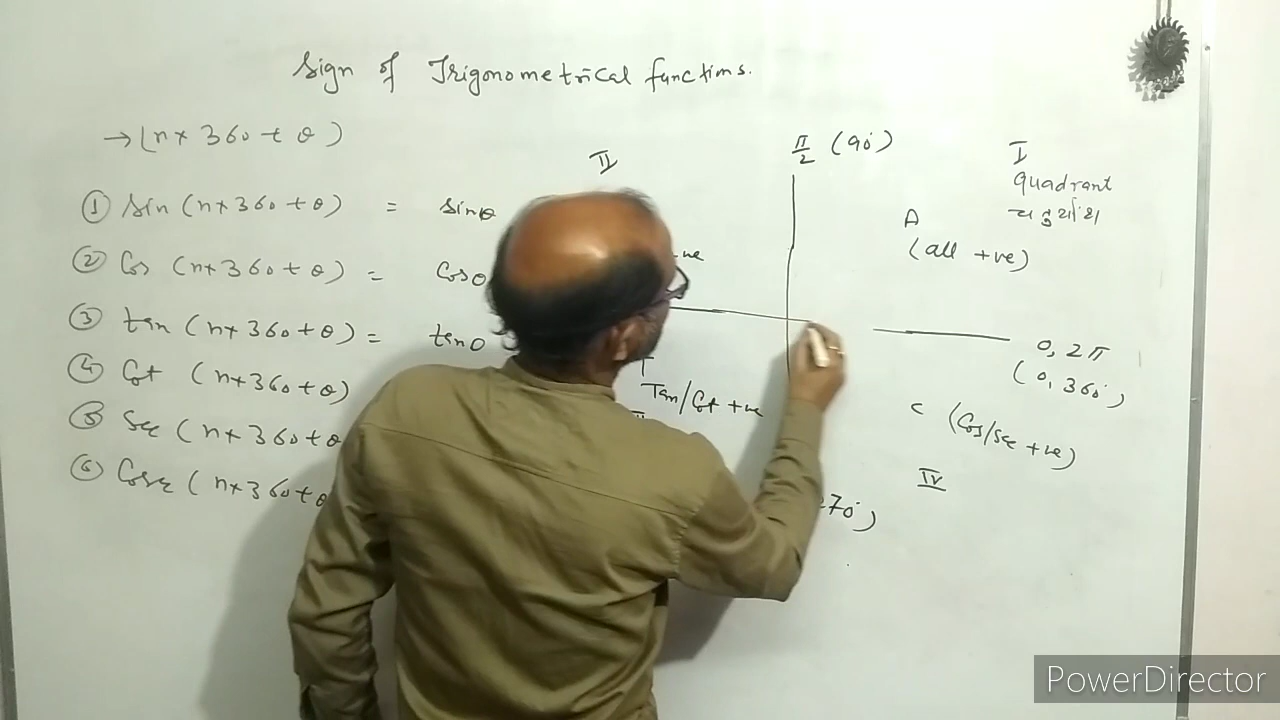 Sign of Trigonometrical functions.
→ (n × 360 + θ)
① Sin (n × 360 + θ) = Sinθ
② Cos (n × 360 + θ) = Cosθ
③ tan (n × 360 + θ) = tanθ
④ Cot (n × 360 + θ)
⑤ Sec (n × 360 + θ
⑥ Cosec (n × 360 + θ
II
π/2 (90°)
I
quadrant
A
(all +ve)
+ve
0, 2π
(0, 360°)
T
Tan/Cot +ve
C (Cos/Sec +ve)
IV
270°)
PowerDirector